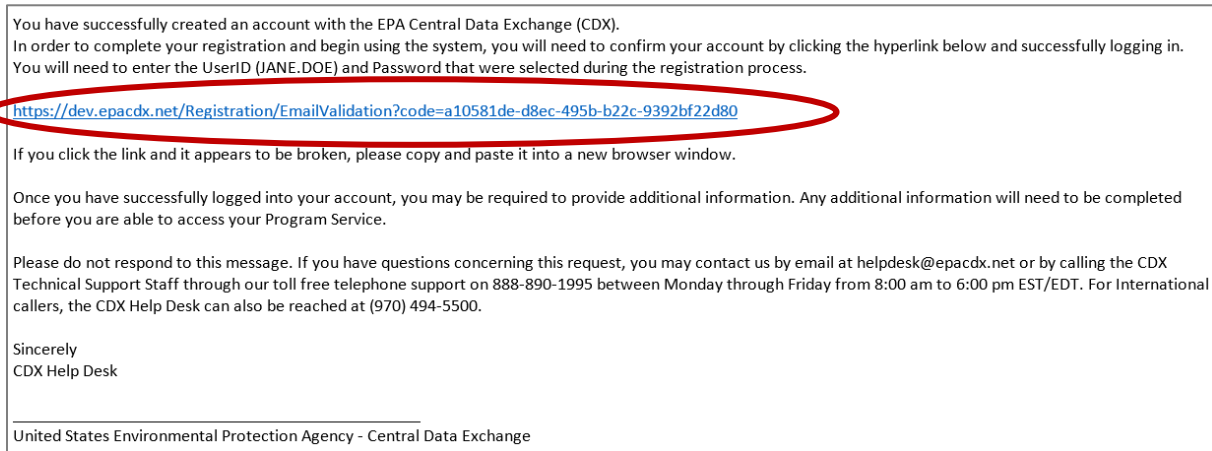 You have successfully created an account with the EPA Central Data Exchange (CDX).
In order to complete your registration and begin using the system, you will need to confirm your account by clicking the hyperlink below and successfully logging in.
You will need to enter the UserID (JANE.DOE) and Password that were selected during the registration process.
https://dev.epacdx.net/Registration/EmailValidation?code=a10581de-d8ec-495b-b22c-9392bf22d80
If you click the link and it appears to be broken, please copy and paste it into a new browser window.
Once you have successfully logged into your account, you may be required to provide additional information. Any additional information will need to be completed
before you are able to access your Program Service.
Please do not respond to this message. If you have questions concerning this request, you may contact us by email at helpdesk@epacdx.net or by calling the CDX
Technical Support Staff through our toll free telephone support on 888-890-1995 between Monday through Friday from 8:00 am to 6:00 pm EST/EDT. For International
callers, the CDX Help Desk can also be reached at (970) 494-5500.
Sincerely
CDX Help Desk
United States Environmental Protection Agency - Central Data Exchange